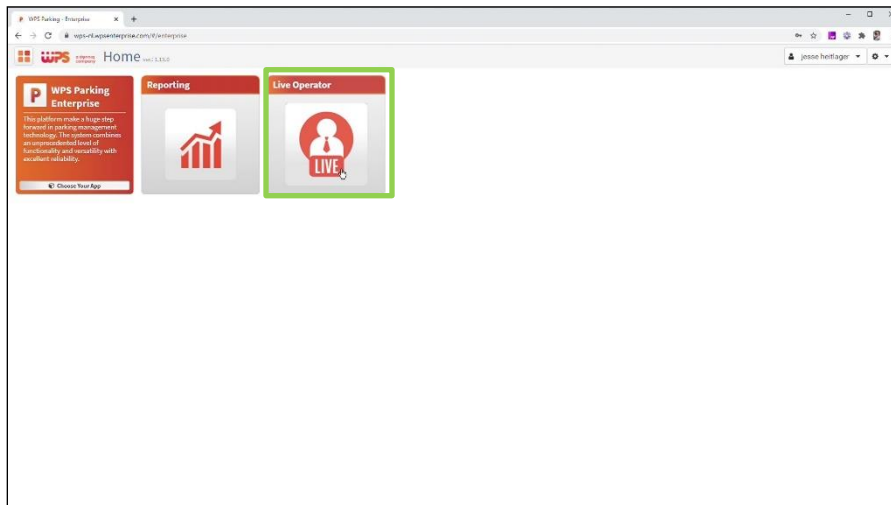 WPS Parking - Enterprise
wps-nl.wpsenterprise.com/#/enterprise
WPS
Home
jesse heitlager
P WPS Parking Enterprise
This platform make a huge step
forward in parking management
technology. The system combines
an unprecedented level of
functionality and versatility with
excellent reliability.
Choose Your App
Reporting
Live Operator
LIVE